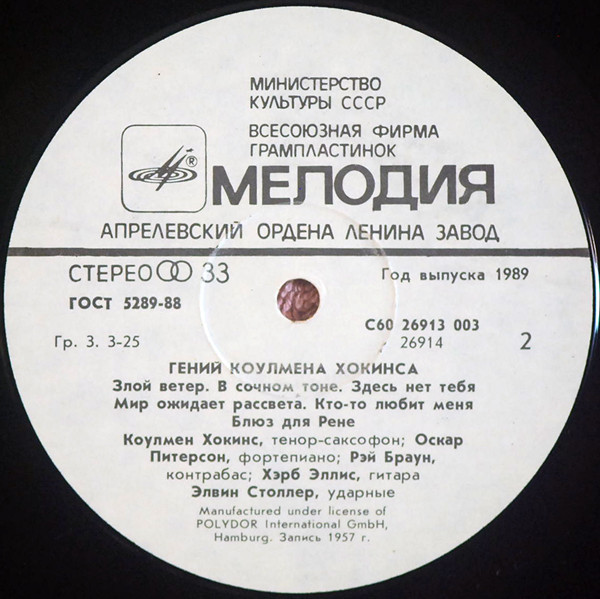 МИНИСТЕРСТВО
КУЛЬТУРЫ СССР
ВСЕСОЮЗНАЯ ФИРМА
ГРАМПЛАСТИНОК
®
МЕЛОДИЯ
АПРЕЛЕВСКИЙ ОРДЕНА ЛЕНИНА ЗАВОД
СТЕРЕО 33
Год выпуска 1989
ГОСТ 5289-88
С60 26913 003
Гр. 3. 3-25
26914
2
ГЕНИЙ КОУЛМЕНА ХОКИНСА
Злой ветер. В сочном тоне. Здесь нет тебя
Мир ожидает рассвета. Кто-то любит меня
Блюз для Рене
Коулмен Хокинс, тенор-саксофон; Оскар
Питерсон, фортепиано; Рэй Браун,
контрабас; Хэрб Эллис, гитара
Элвин Столлер, ударные
Manufactured under license of
POLYDOR International GmbH,
Hamburg. Запись 1957 г.